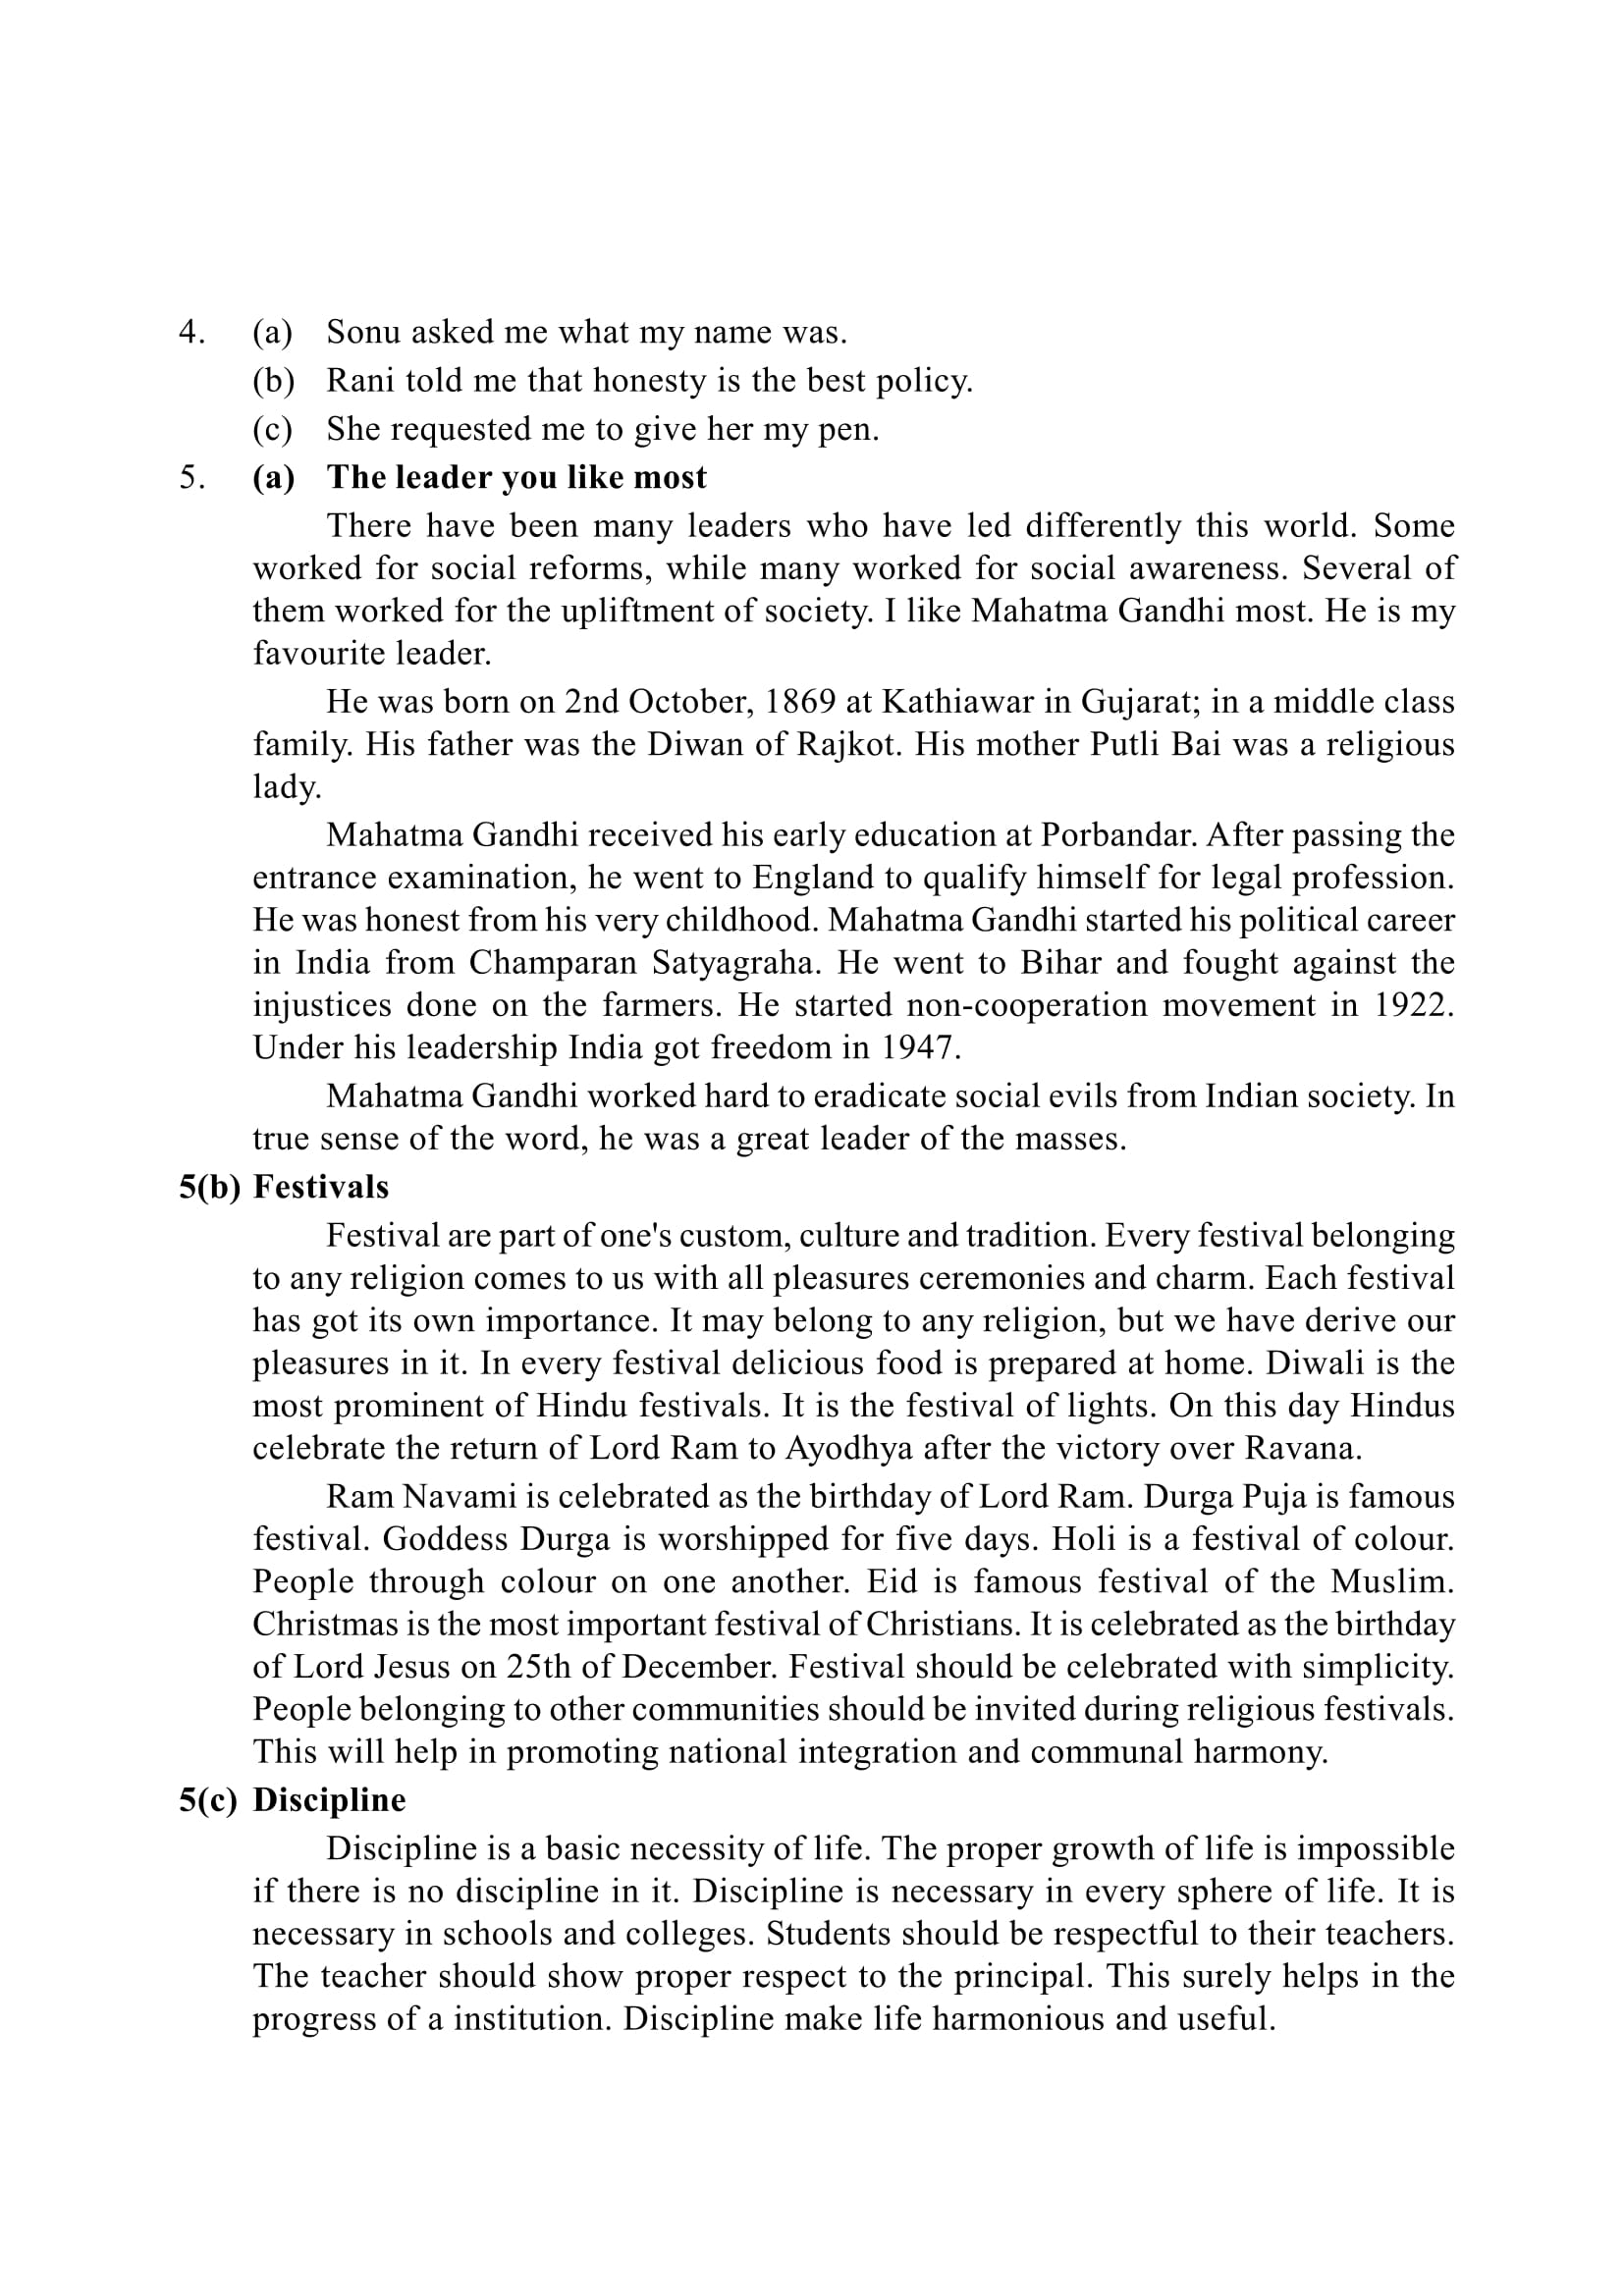 4. (a) Sonu asked me what my name was.
(b) Rani told me that honesty is the best policy.
(c) She requested me to give her my pen.
5. (a) The leader you like most
There have been many leaders who have led differently this world. Some
worked for social reforms, while many worked for social awareness. Several of
them worked for the upliftment of society. I like Mahatma Gandhi most. He is my
favourite leader.
He was born on 2nd October, 1869 at Kathiawar in Gujarat; in a middle class
family. His father was the Diwan of Rajkot. His mother Putli Bai was a religious
lady.
Mahatma Gandhi received his early education at Porbandar. After passing the
entrance examination, he went to England to qualify himself for legal profession.
He was honest from his very childhood. Mahatma Gandhi started his political career
in India from Champaran Satyagraha. He went to Bihar and fought against the
injustices done on the farmers. He started non-cooperation movement in 1922.
Under his leadership India got freedom in 1947.
Mahatma Gandhi worked hard to eradicate social evils from Indian society. In
true sense of the word, he was a great leader of the masses.
5(b) Festivals
Festival are part of one's custom, culture and tradition. Every festival belonging
to any religion comes to us with all pleasures ceremonies and charm. Each festival
has got its own importance. It may belong to any religion, but we have derive our
pleasures in it. In every festival delicious food is prepared at home. Diwali is the
most prominent of Hindu festivals. It is the festival of lights. On this day Hindus
celebrate the return of Lord Ram to Ayodhya after the victory over Ravana.
Ram Navami is celebrated as the birthday of Lord Ram. Durga Puja is famous
festival. Goddess Durga is worshipped for five days. Holi is a festival of colour.
People through colour on one another. Eid is famous festival of the Muslim.
Christmas is the most important festival of Christians. It is celebrated as the birthday
of Lord Jesus on 25th of December. Festival should be celebrated with simplicity.
People belonging to other communities should be invited during religious festivals.
This will help in promoting national integration and communal harmony.
5(c) Discipline
Discipline is a basic necessity of life. The proper growth of life is impossible
if there is no discipline in it. Discipline is necessary in every sphere of life. It is
necessary in schools and colleges. Students should be respectful to their teachers.
The teacher should show proper respect to the principal. This surely helps in the
progress of a institution. Discipline make life harmonious and useful.